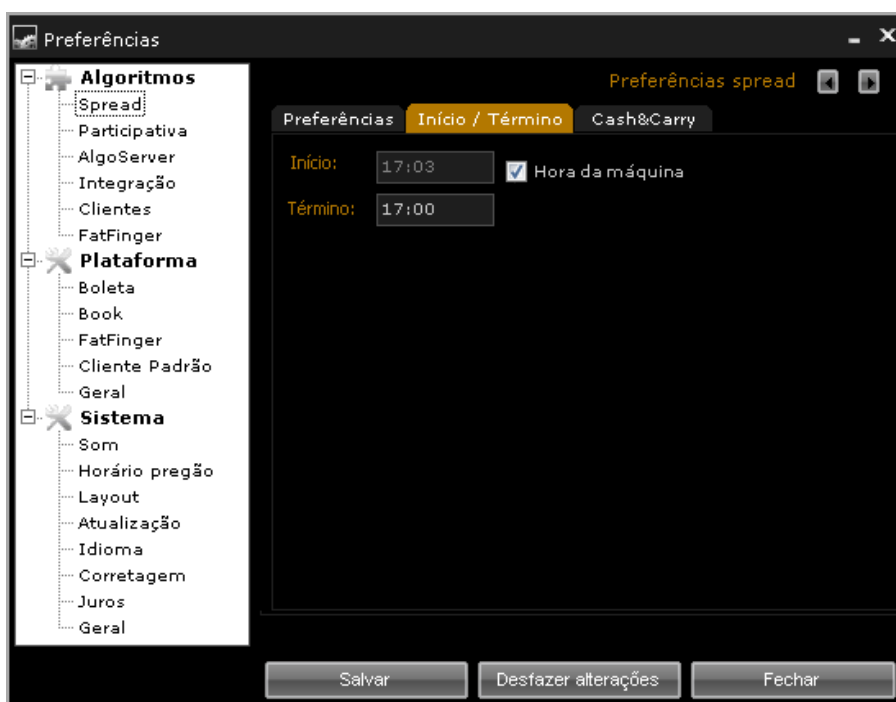 Preferências
Algoritmos
Spread
Participativa
AlgoServer
Integração
Clientes
FatFinger
Plataforma
Boleta
Book
FatFinger
Cliente Padrão
Geral
Sistema
Som
Horário pregão
Layout
Atualização
Idioma
Corretagem
Juros
Geral
Preferências spread
Preferências Início / Término Cash&Carry
Início: 17:03 Hora da máquina
Término: 17:00
Salvar Desfazer alterações Fechar